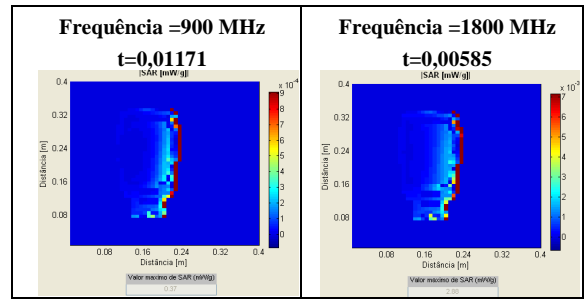 Frequência =900 MHz
t=0,01171
|SAR [mW/g]|
0.4
0.32
0.24
0.16
0.08
Distância [m]
0.08 0.16 0.24 0.32 0.4
Distância [m]
x 10
9
8
7
6
5
4
3
2
1
0
Valor maximo de SAR (mW/g)
0.37
Frequência =1800 MHz
t=0,00585
|SAR [mW/g]|
0.4
0.32
0.24
0.16
0.08
Distância [m]
0.08 0.16 0.24 0.32 0.4
Distância [m]
x 10
7
6
5
4
3
2
1
0
Valor maximo de SAR (mW/g)